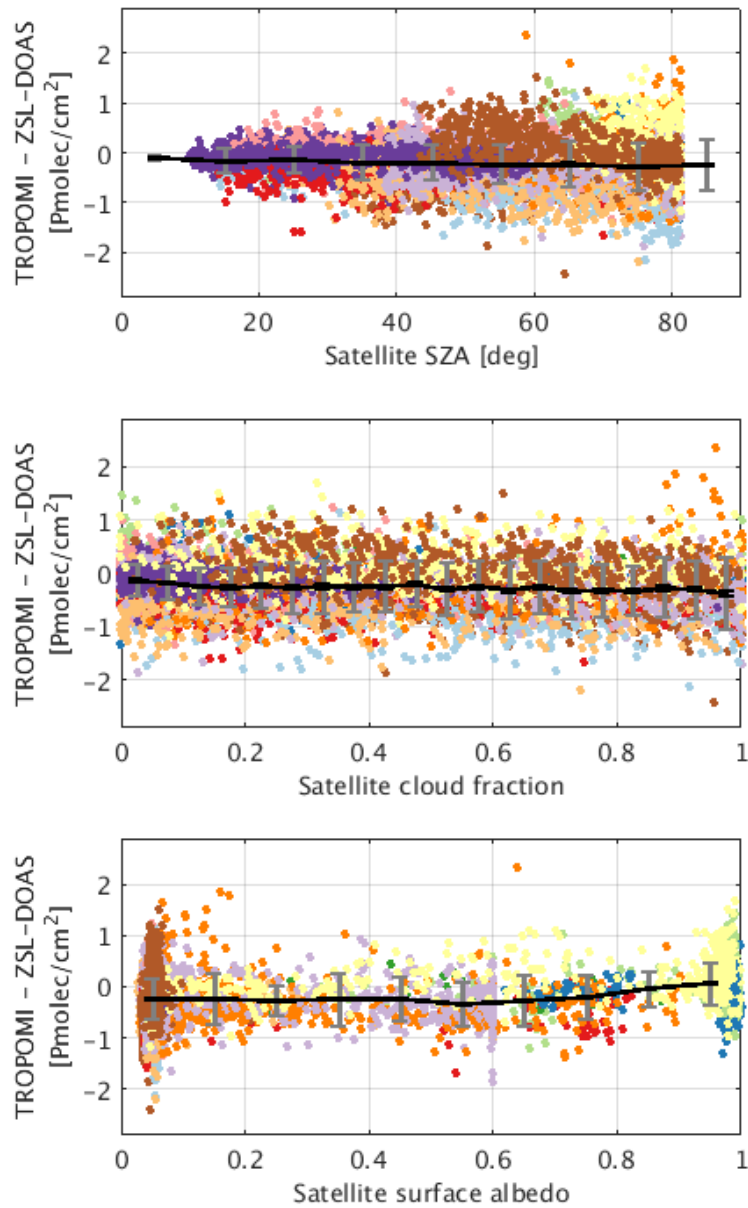 TROPOMI – ZSL–DOAS
[Pmolec/cm²]
2
1
0
−1
−2
0 20 40 60 80
Satellite SZA [deg]
TROPOMI – ZSL–DOAS
[Pmolec/cm²]
2
1
0
−1
−2
0 0.2 0.4 0.6 0.8 1
Satellite cloud fraction
TROPOMI – ZSL–DOAS
[Pmolec/cm²]
2
1
0
−1
−2
0 0.2 0.4 0.6 0.8 1
Satellite surface albedo